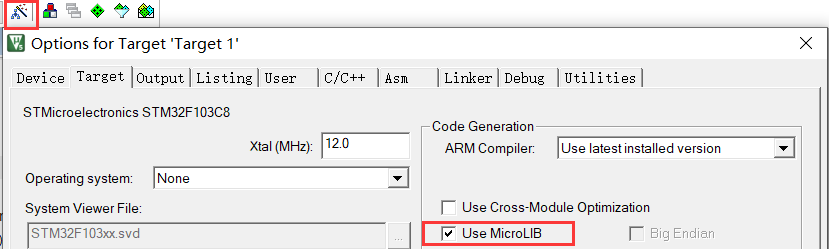 Options for Target 'Target 1'
Device Target Output Listing User C/C++ Asm Linker Debug Utilities
STMicroelectronics STM32F103C8
Code Generation
Xtal (MHz): 12.0
ARM Compiler: Use latest installed version
Operating system: None
Use Cross-Module Optimization
System Viewer File:
Use MicroLIB
Big Endian
STM32F103xx.svd ...